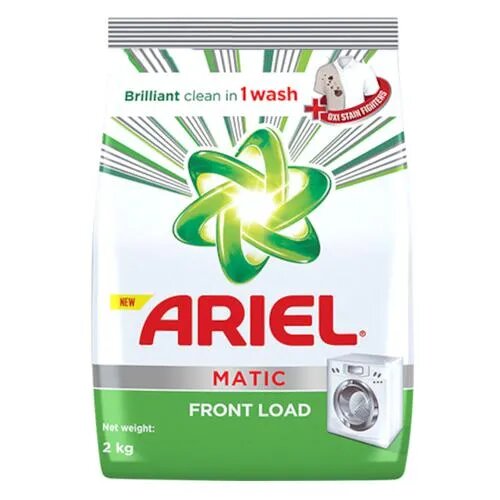 Brilliant clean in 1 wash
+ OXI STAIN FIGHTERS
NEW
ARIEL®
MATIC
FRONT LOAD
Net weight:
2 kg